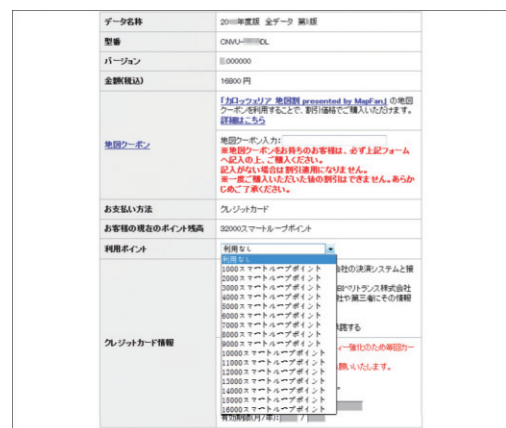 データ名称
20 年度版 全データ 第 版
型番
CNVU- DL
バージョン
.000000
金額(税込)
16800 円
地図クーポン
「カロッツェリア 地図割 presented by MapFan」の地図
クーポンを利用することで、割引価格でご購入いただけます。
詳細はこちら
地図クーポン入力:
※地図クーポンをお持ちのお客様は、必ず上記フォーム
へ記入の上、ご購入ください。
記入がない場合は割引適用になりません。
※一度ご購入いただいた後の割引はできません。あらか
じめご了承ください。
お支払い方法
クレジットカード
お客様の現在のポイント残高
32000スマートループポイント
利用ポイント
利用なし
利用なし
1000スマートループポイント
2000スマートループポイント
3000スマートループポイント
4000スマートループポイント
5000スマートループポイント
6000スマートループポイント
7000スマートループポイント
8000スマートループポイント
9000スマートループポイント
10000スマートループポイント
11000スマートループポイント
12000スマートループポイント
13000スマートループポイント
14000スマートループポイント
15000スマートループポイント
16000スマートループポイント
クレジットカード情報
会社の決済システムと接
ベリトランス株式会社
社や第三者にその情報
承諾する
ィー強化のため毎回カー
お願いいたします。
有効期限(月/年): /